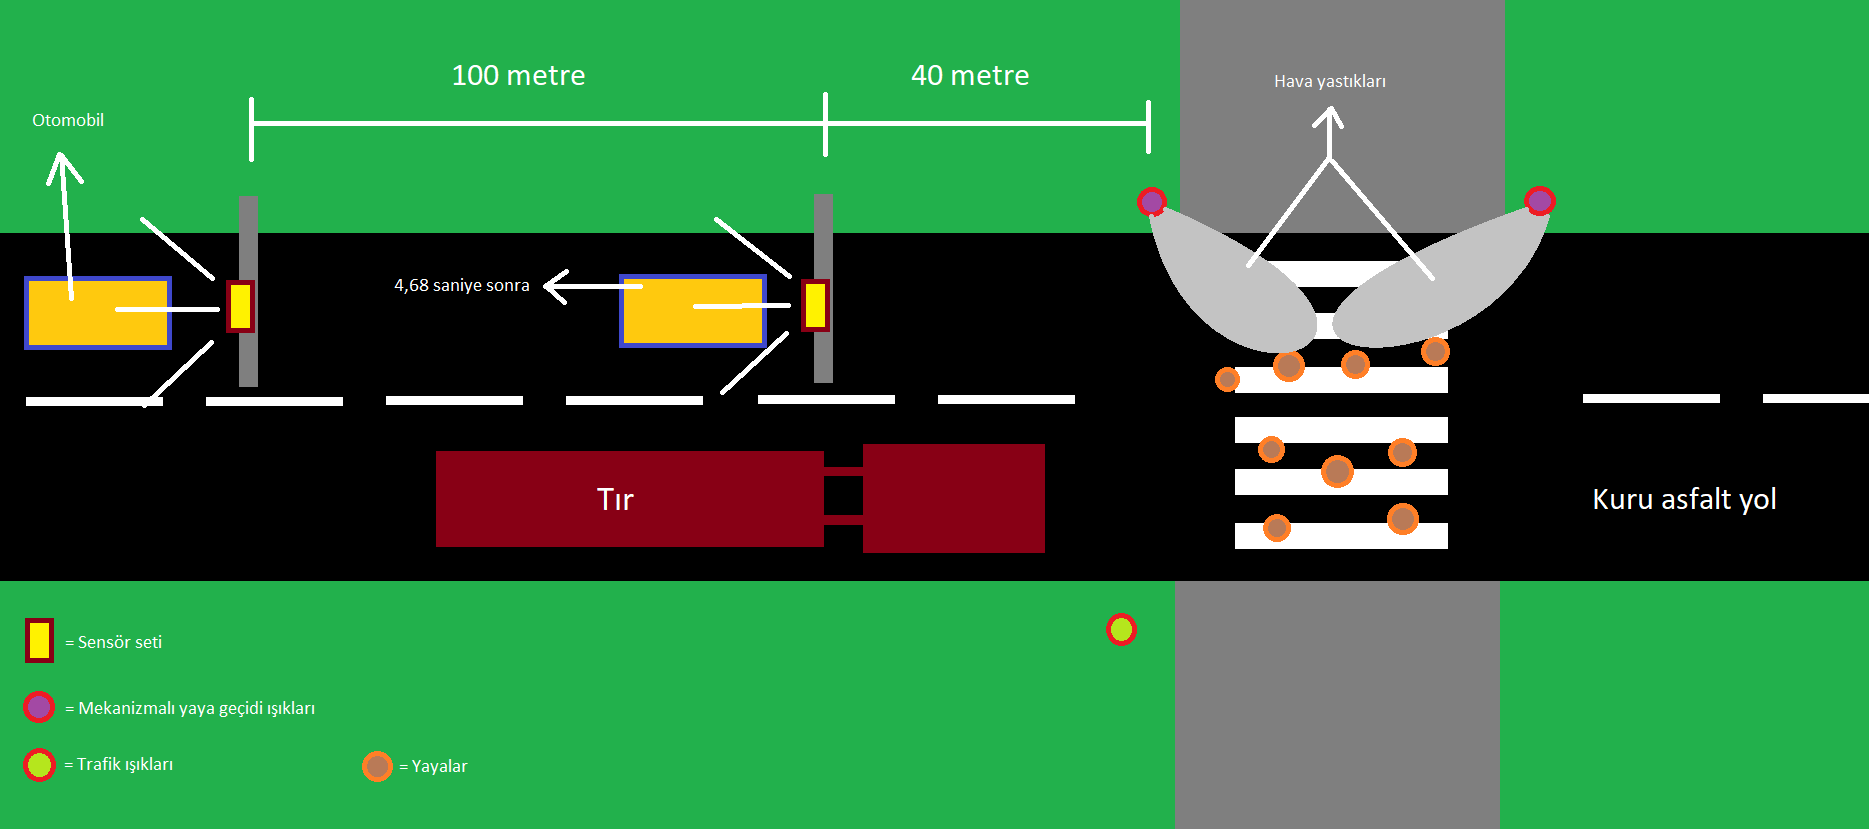 100 metre
40 metre
Hava yastıkları
Otomobil
4,68 saniye sonra
Tır
Kuru asfalt yol
= Sensör seti
= Mekanizmalı yaya geçidi ışıkları
= Trafik ışıkları
= Yayalar